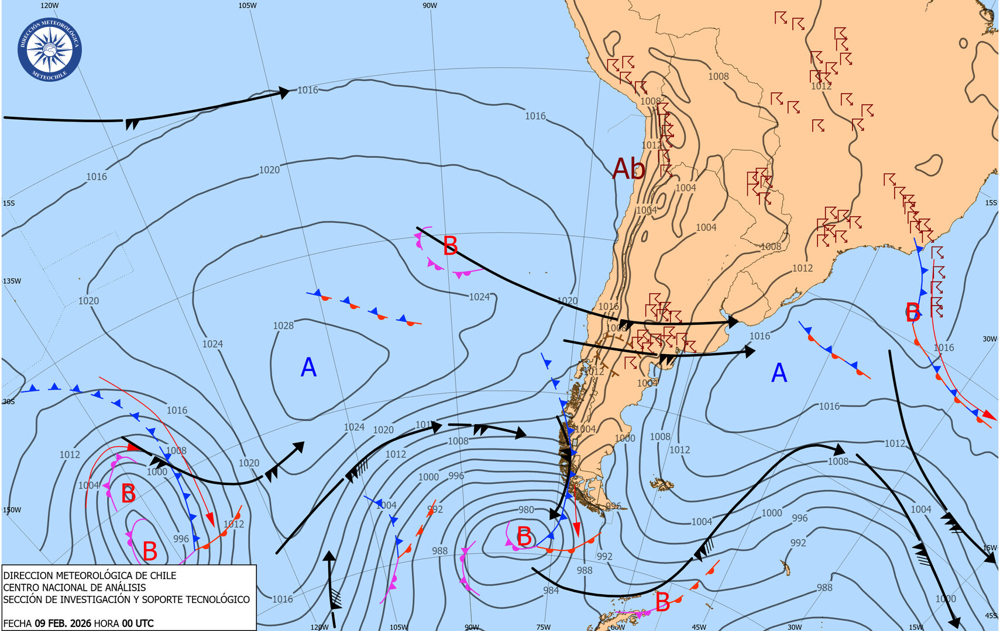 120W 105W 90W
DIRECCIÓN METEOROLÓGICA
METEOCHILE
1016
1008
1012
1016
1008
1012
Ab
1020
1016
1004
15S
15S
1004
1004
B
1008
1012
135W
1024
1020
1020
1016
B
1028
1008
1016
30W
1024
1016
A
1012
A
1004
30S
1016
1016
1024
1020
1004
1000
1008
1012
1008
1012
1008
1012
1012
1020
1008
1000
1004
B
1000
996
1004
992
980
996
1004
1000
996
1004
150W
1012
996
B
B
988
992
992
15W
988
984
988
1016
B
1000
DIRECCION METEOROLÓGICA DE CHILE
CENTRO NACIONAL DE ANÁLISIS
SECCIÓN DE INVESTIGACIÓN Y SOPORTE TECNOLÓGICO
FECHA 09 FEB. 2026 HORA 00 UTC
120W 105W 90W 75W 60W 45W 30W 15W 45S